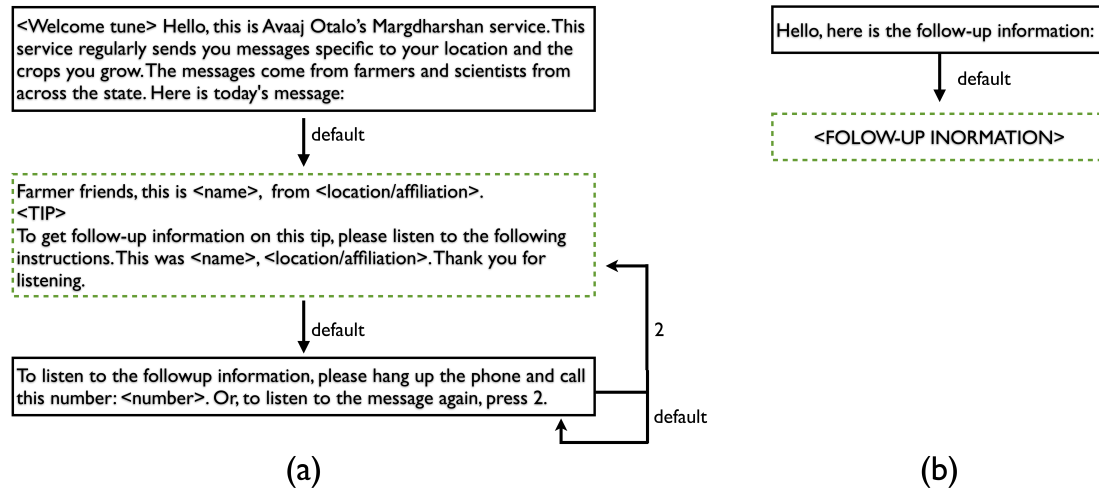 <Welcome tune> Hello, this is Avaaj Otalo's Margdharshan service. This
service regularly sends you messages specific to your location and the
crops you grow. The messages come from farmers and scientists from
across the state. Here is today's message:
default
Farmer friends, this is <name>, from <location/affiliation>.
<TIP>
To get follow-up information on this tip, please listen to the following
instructions. This was <name>, <location/affiliation>. Thank you for
listening.
default
2
To listen to the followup information, please hang up the phone and call
this number: <number>. Or, to listen to the message again, press 2.
default
(a)
Hello, here is the follow-up information:
default
<FOLOW-UP INORMATION>
(b)